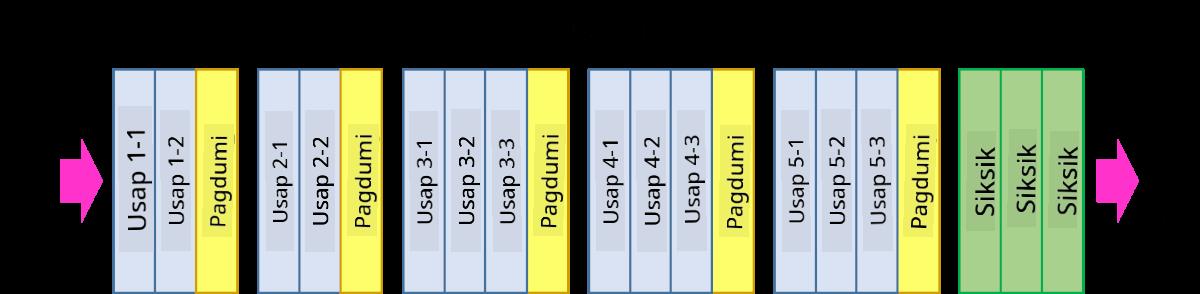 Usap 1-1
Usap 1-2
Pagdumi
Usap 2-1
Usap 2-2
Pagdumi
Usap 3-1
Usap 3-2
Usap 3-3
Pagdumi
Usap 4-1
Usap 4-2
Usap 4-3
Pagdumi
Usap 5-1
Usap 5-2
Usap 5-3
Pagdumi
Siksik
Siksik
Siksik